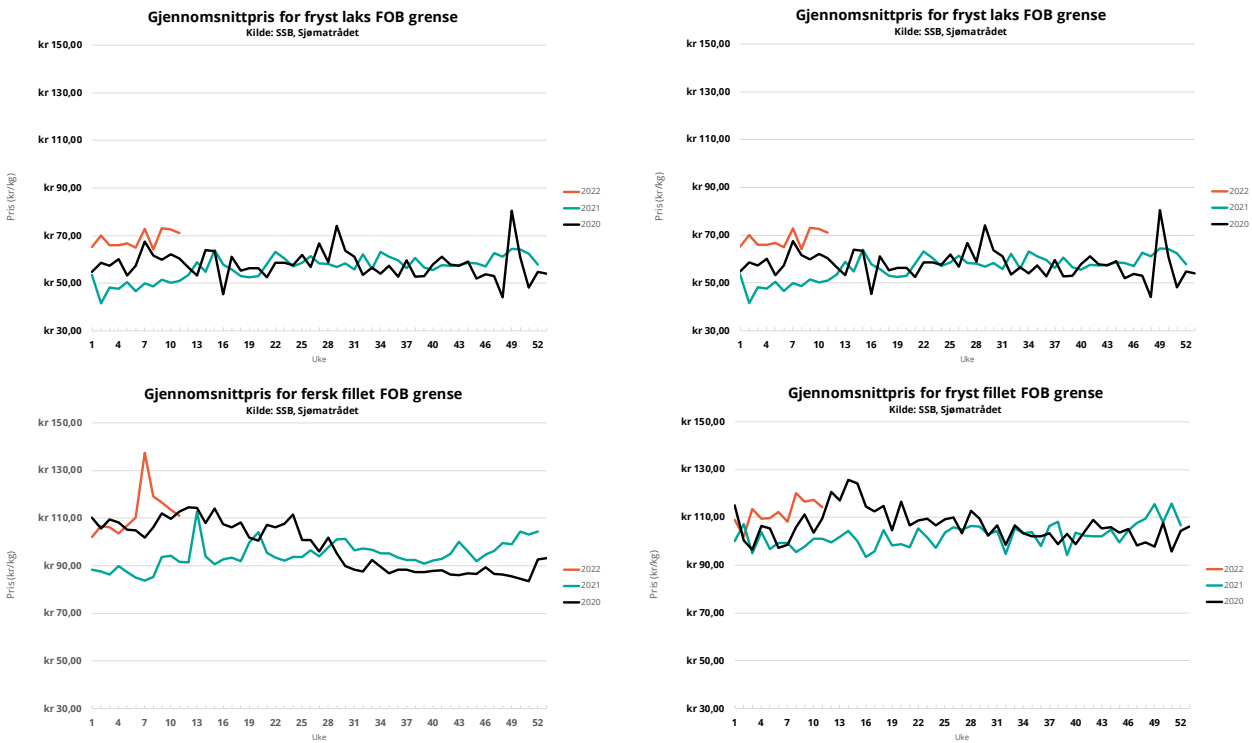 Gjennomsnittpris for fryst laks FOB grense
Kilde: SSB, Sjømatrådet
kr 150,00
kr 130,00
kr 110,00
kr 90,00
kr 70,00
kr 50,00
kr 30,00
Pris (kr/kg)
1 4 7 10 13 16 19 22 25 28 31 34 37 40 43 46 49 52
Uke
2022
2021
2020
Gjennomsnittpris for fryst laks FOB grense
Kilde: SSB, Sjømatrådet
kr 150,00
kr 130,00
kr 110,00
kr 90,00
kr 70,00
kr 50,00
kr 30,00
Pris (kr/kg)
1 4 7 10 13 16 19 22 25 28 31 34 37 40 43 46 49 52
Uke
2022
2021
2020
Gjennomsnittpris for fersk fillet FOB grense
Kilde: SSB, Sjømatrådet
kr 150,00
kr 130,00
kr 110,00
kr 90,00
kr 70,00
kr 50,00
kr 30,00
Pris (kr/kg)
1 4 7 10 13 16 19 22 25 28 31 34 37 40 43 46 49 52
Uke
2022
2021
2020
Gjennomsnittpris for fryst fillet FOB grense
Kilde: SSB, Sjømatrådet
kr 150,00
kr 130,00
kr 110,00
kr 90,00
kr 70,00
kr 50,00
kr 30,00
Pris (kr/kg)
1 4 7 10 13 16 19 22 25 28 31 34 37 40 43 46 49 52
Uke
2022
2021
2020